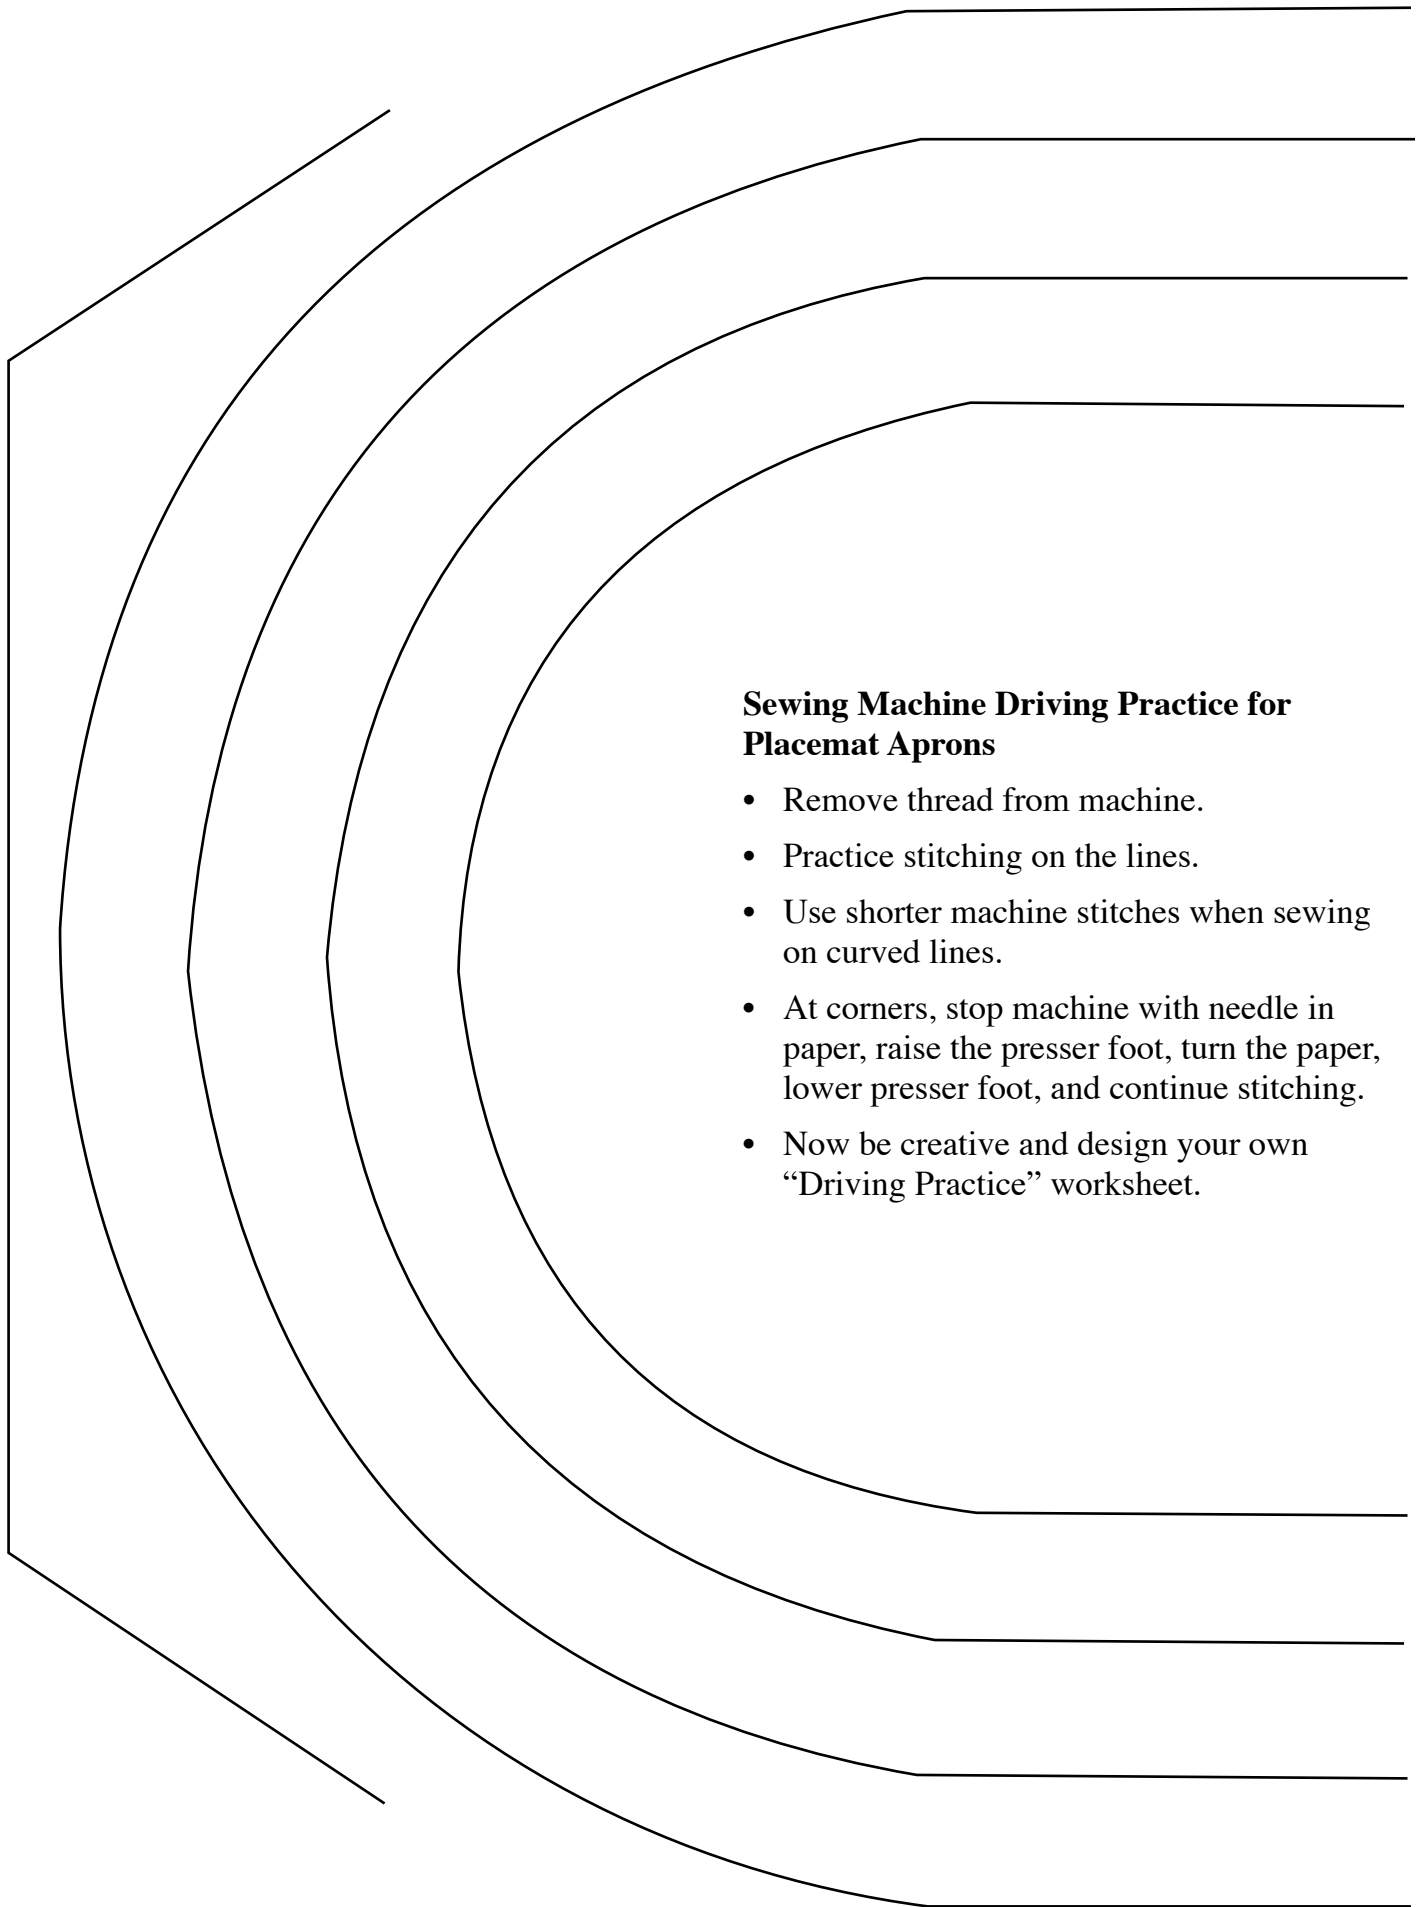 Sewing Machine Driving Practice for
Placemat Aprons
• Remove thread from machine.
• Practice stitching on the lines.
• Use shorter machine stitches when sewing
on curved lines.
• At corners, stop machine with needle in
paper, raise the presser foot, turn the paper,
lower presser foot, and continue stitching.
• Now be creative and design your own
“Driving Practice” worksheet.